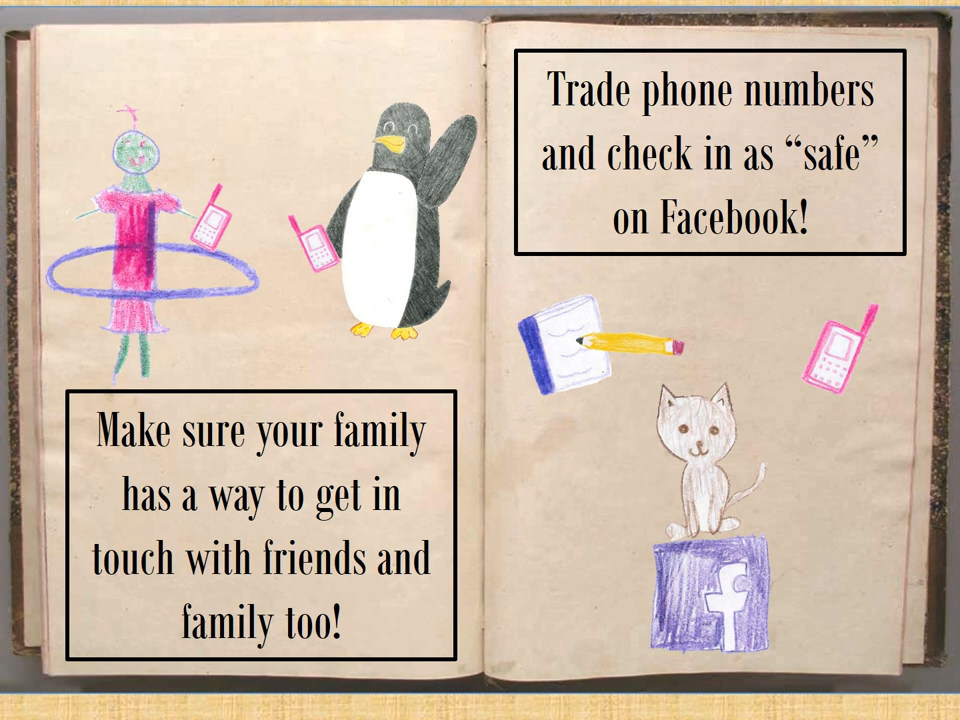 Make sure your family
has a way to get in
touch with friends and
family too!
Trade phone numbers
and check in as “safe”
on Facebook!
f